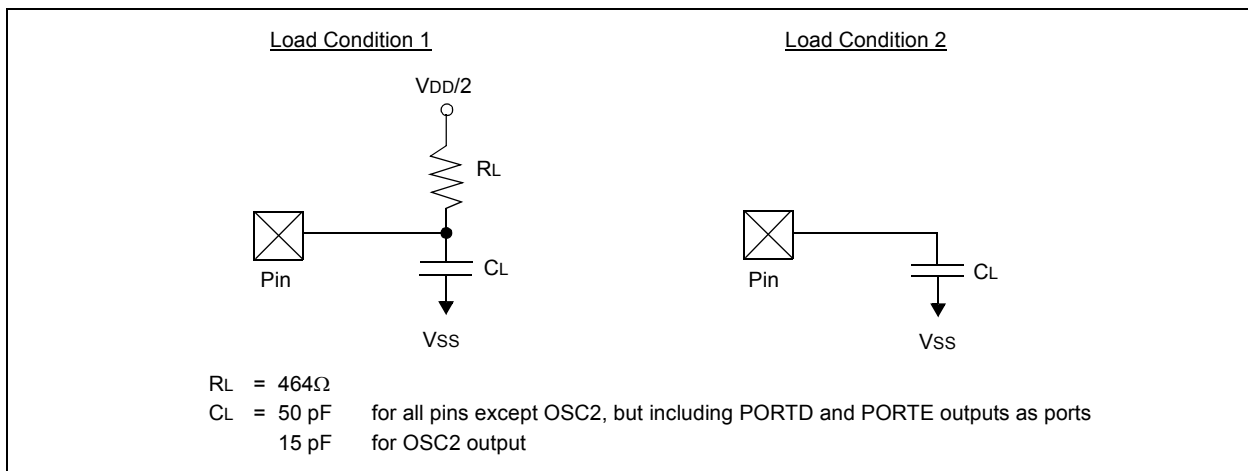 Load Condition 1
VDD/2
RL
Pin
CL
VSS
Load Condition 2
Pin
CL
VSS
RL = 464Ω
CL = 50 pF for all pins except OSC2, but including PORTD and PORTE outputs as ports
15 pF for OSC2 output